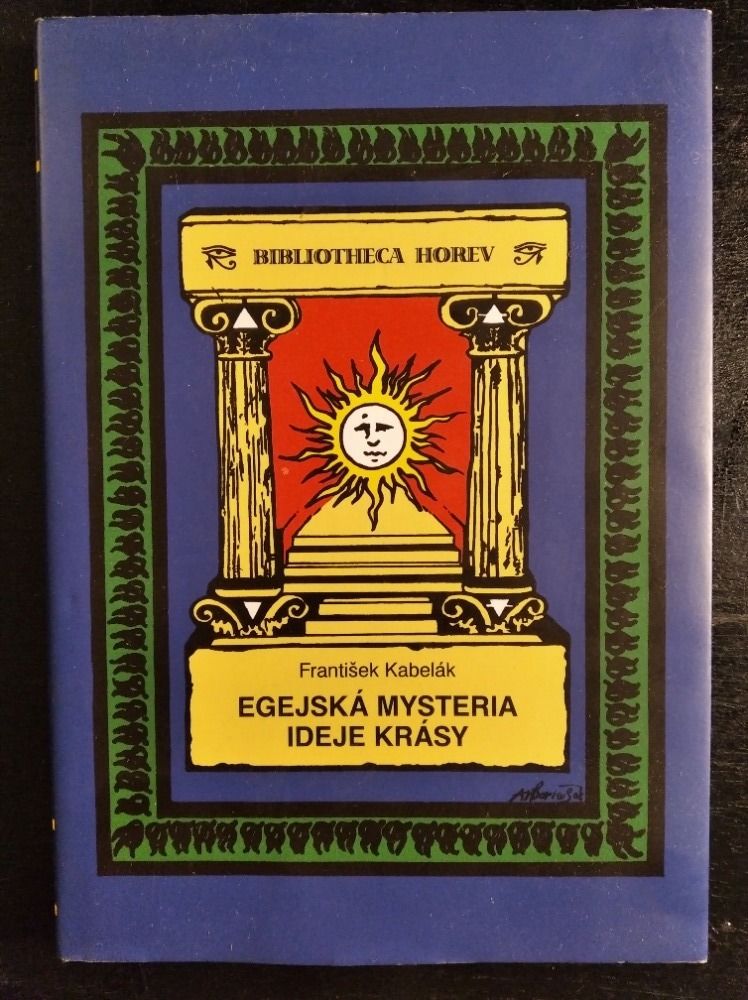 BIBLIOTHECA HOREV
František Kabelák
EGEJSKÁ MYSTERIA
IDEJE KRÁSY